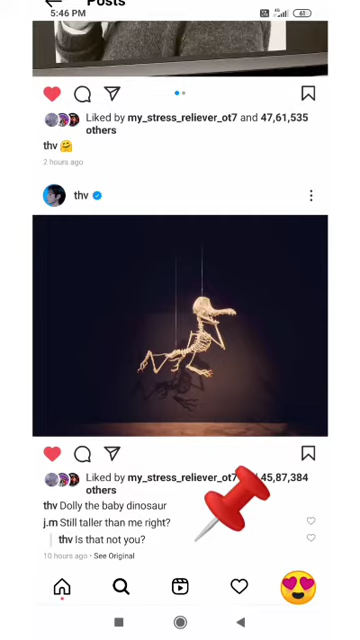 Posts
5:46 PM
61
Liked by my_stress_reliever_ot7 and 47,61,535
others
thv 🤗
2 hours ago
thv
Liked by my_stress_reliever_ot7 45,87,384
others
thv Dolly the baby dinosaur
j.m Still taller than me right?
thv Is that not you?
10 hours ago • See Original